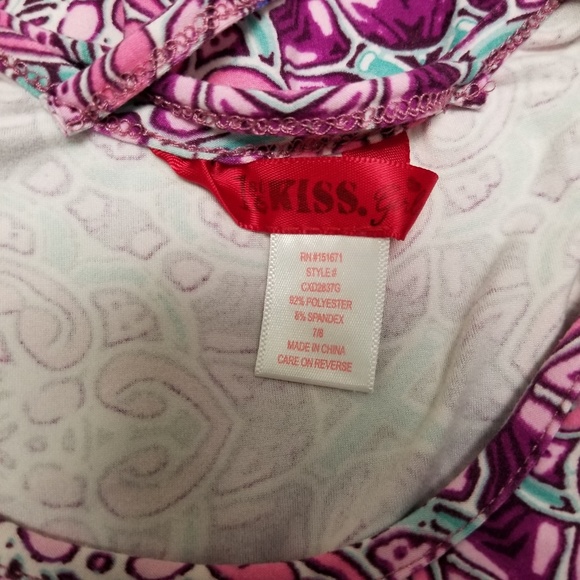 KISS.
RN #151671
STYLE #
CXD2837G
92% POLYESTER
8% SPANDEX
7/8
MADE IN CHINA
CARE ON REVERSE